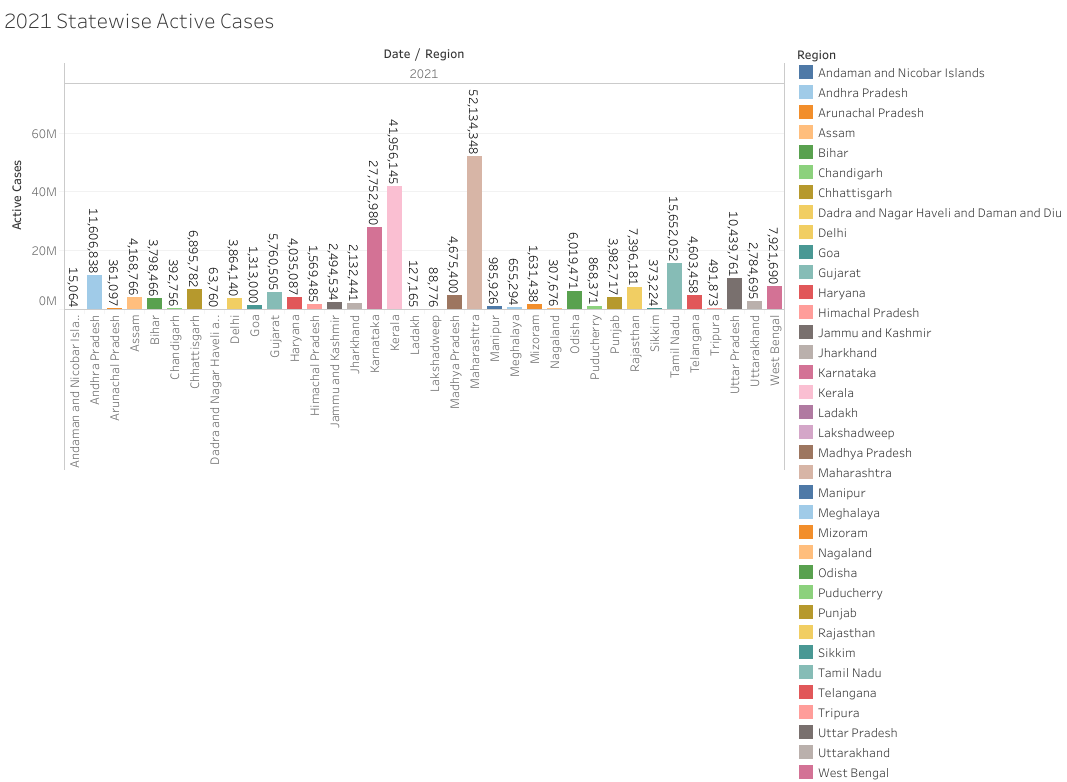 2021 Statewise Active Cases
Date / Region
2021
Active Cases
60M
40M
20M
0M
15,064
11,606,838
361,097
4,168,766
3,798,466
392,756
6,895,782
63,760
3,864,140
1,313,000
5,760,505
4,035,087
1,569,485
2,494,534
2,132,441
27,752,980
41,956,145
127,165
88,776
4,675,400
52,134,348
985,926
655,294
1,631,438
307,676
6,019,471
868,371
3,982,717
7,396,181
373,224
15,652,052
4,603,458
491,873
10,439,761
2,784,695
7,921,690
Andaman and Nicobar Isla..
Andhra Pradesh
Arunachal Pradesh
Assam
Bihar
Chandigarh
Chhattisgarh
Dadra and Nagar Haveli a..
Delhi
Goa
Gujarat
Haryana
Himachal Pradesh
Jammu and Kashmir
Jharkhand
Karnataka
Kerala
Ladakh
Lakshadweep
Madhya Pradesh
Maharashtra
Manipur
Meghalaya
Mizoram
Nagaland
Odisha
Puducherry
Punjab
Rajasthan
Sikkim
Tamil Nadu
Telangana
Tripura
Uttar Pradesh
Uttarakhand
West Bengal
Region
Andaman and Nicobar Islands
Andhra Pradesh
Arunachal Pradesh
Assam
Bihar
Chandigarh
Chhattisgarh
Dadra and Nagar Haveli and Daman and Diu
Delhi
Goa
Gujarat
Haryana
Himachal Pradesh
Jammu and Kashmir
Jharkhand
Karnataka
Kerala
Ladakh
Lakshadweep
Madhya Pradesh
Maharashtra
Manipur
Meghalaya
Mizoram
Nagaland
Odisha
Puducherry
Punjab
Rajasthan
Sikkim
Tamil Nadu
Telangana
Tripura
Uttar Pradesh
Uttarakhand
West Bengal